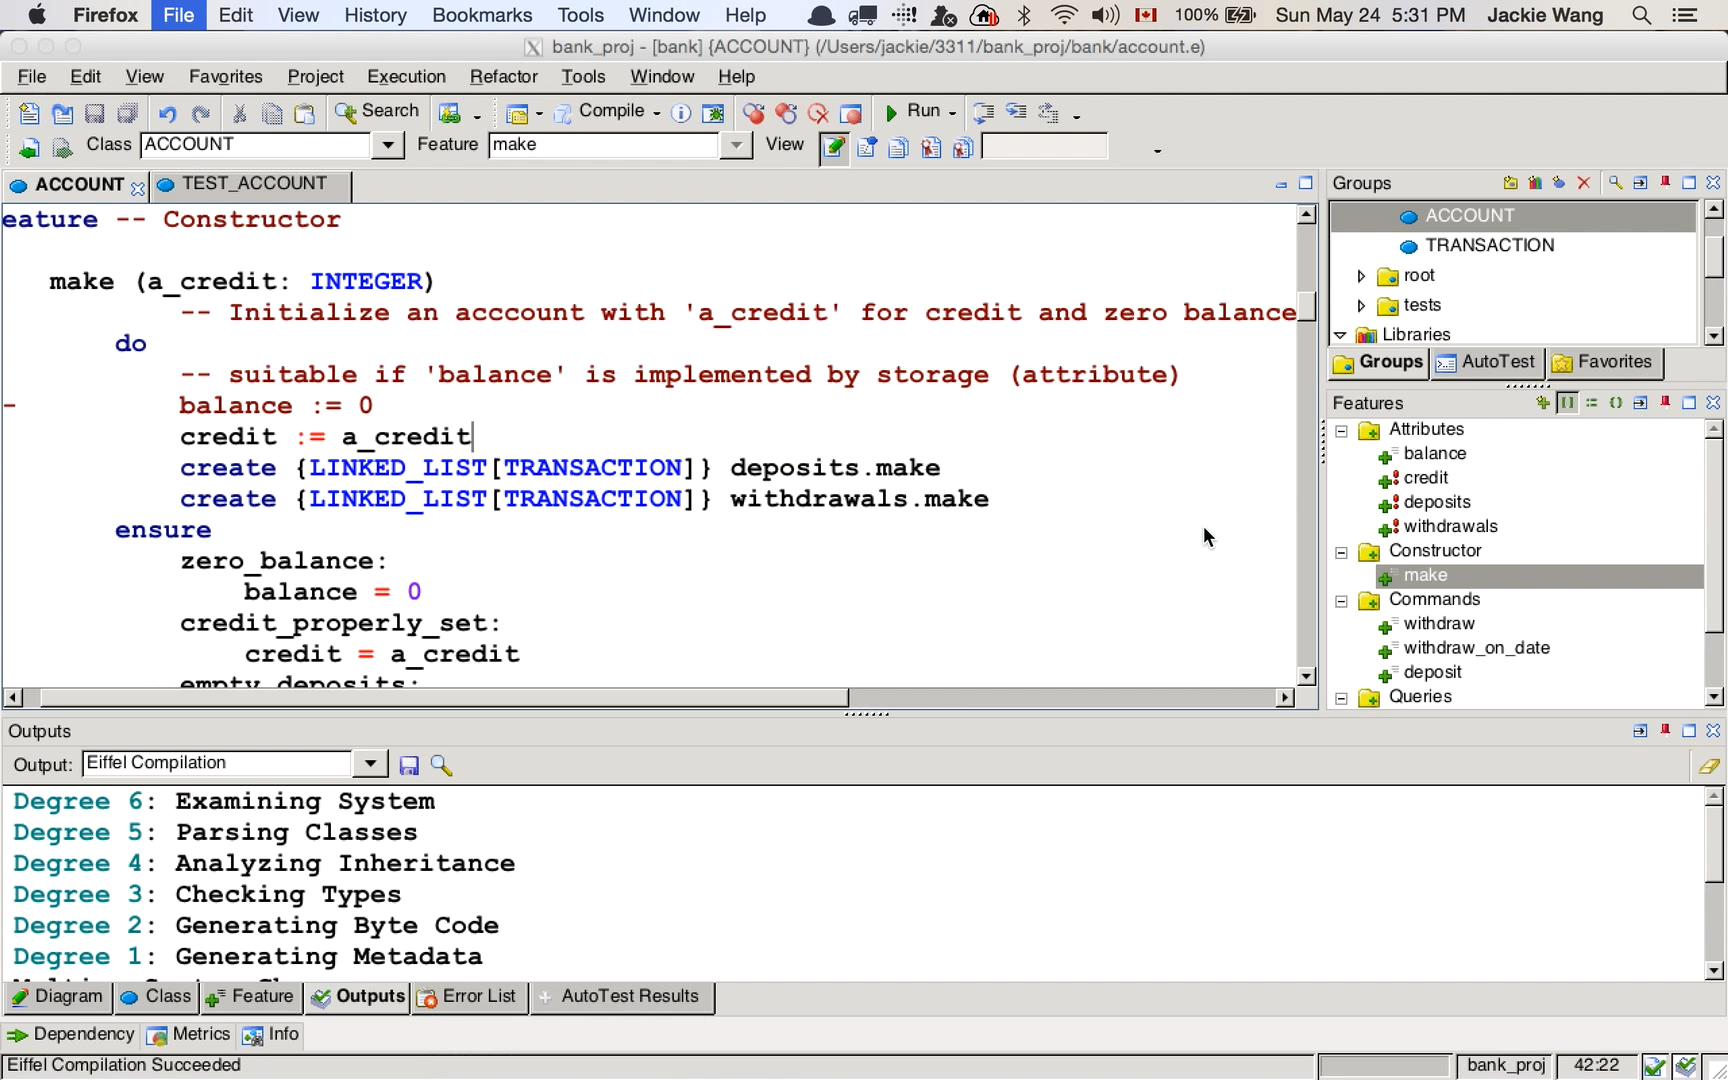 Firefox File Edit View History Bookmarks Tools Window Help 100% Sun May 24 5:31 PM Jackie Wang
bank_proj - [bank] {ACCOUNT} (/Users/jackie/3311/bank_proj/bank/account.e)
File Edit View Favorites Project Execution Refactor Tools Window Help
Search Compile Run
Class ACCOUNT Feature make View
ACCOUNT TEST_ACCOUNT
eature -- Constructor
make (a_credit: INTEGER)
-- Initialize an acccount with 'a_credit' for credit and zero balance
do
-- suitable if 'balance' is implemented by storage (attribute)
- balance := 0
credit := a_credit
create {LINKED_LIST[TRANSACTION]} deposits.make
create {LINKED_LIST[TRANSACTION]} withdrawals.make
ensure
zero_balance:
balance = 0
credit_properly_set:
credit = a_credit
empty_deposits:
Groups
ACCOUNT
TRANSACTION
root
tests
Libraries
Groups AutoTest Favorites
Features
Attributes
balance
credit
deposits
withdrawals
Constructor
make
Commands
withdraw
withdraw_on_date
deposit
Queries
Outputs
Output: Eiffel Compilation
Degree 6: Examining System
Degree 5: Parsing Classes
Degree 4: Analyzing Inheritance
Degree 3: Checking Types
Degree 2: Generating Byte Code
Degree 1: Generating Metadata
Diagram Class Feature Outputs Error List AutoTest Results
Dependency Metrics Info
Eiffel Compilation Succeeded bank_proj 42:22